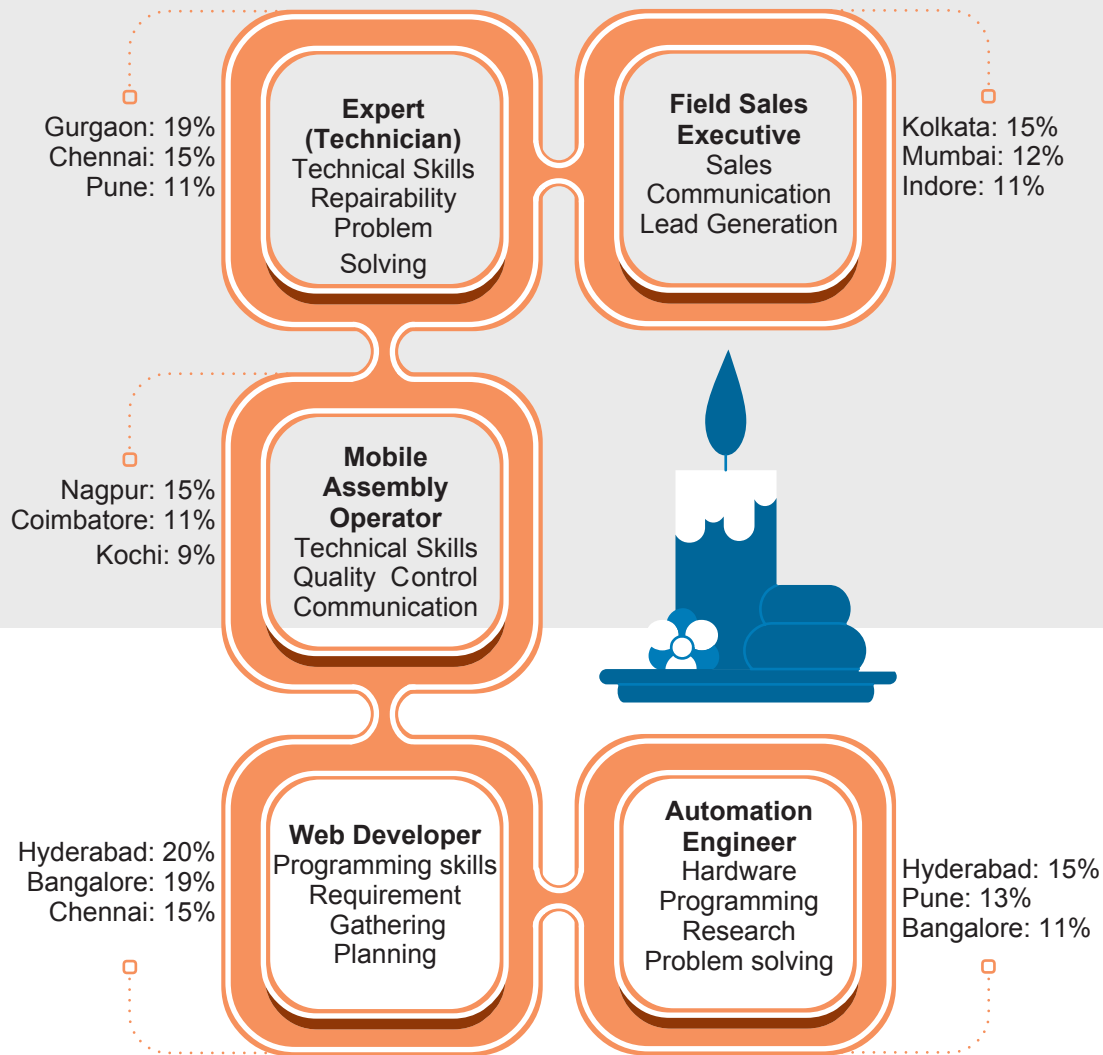 Gurgaon: 19%
Chennai: 15%
Pune: 11%
Expert
(Technician)
Technical Skills
Repairability
Problem
Solving
Field Sales
Executive
Sales
Communication
Lead Generation
Kolkata: 15%
Mumbai: 12%
Indore: 11%
Nagpur: 15%
Coimbatore: 11%
Kochi: 9%
Mobile
Assembly
Operator
Technical Skills
Quality Control
Communication
Hyderabad: 20%
Bangalore: 19%
Chennai: 15%
Web Developer
Programming skills
Requirement
Gathering
Planning
Automation
Engineer
Hardware
Programming
Research
Problem solving
Hyderabad: 15%
Pune: 13%
Bangalore: 11%